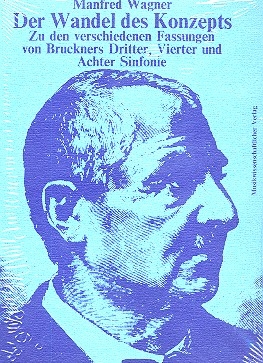 Manfred Wagner
Der Wandel des Konzepts
Zu den verschiedenen Fassungen
von Bruckners Dritter, Vierter und
Achter Sinfonie
Musikwissenschaftlicher Verlag